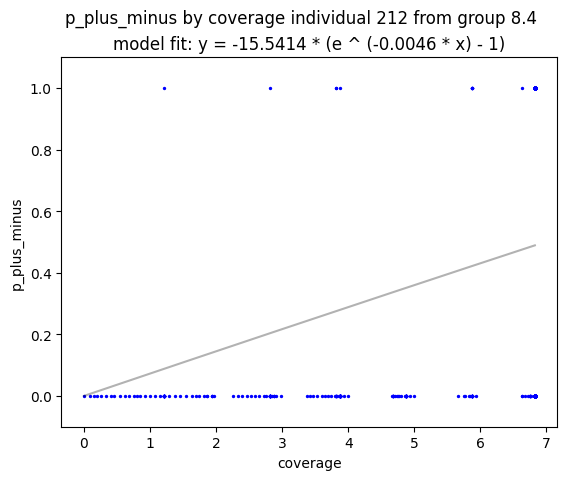 p_plus_minus by coverage individual 212 from group 8.4
model fit: y = -15.5414 * (e ^ (-0.0046 * x) - 1)
1.0
0.8
0.6
0.4
0.2
0.0
p_plus_minus
0 1 2 3 4 5 6 7
coverage